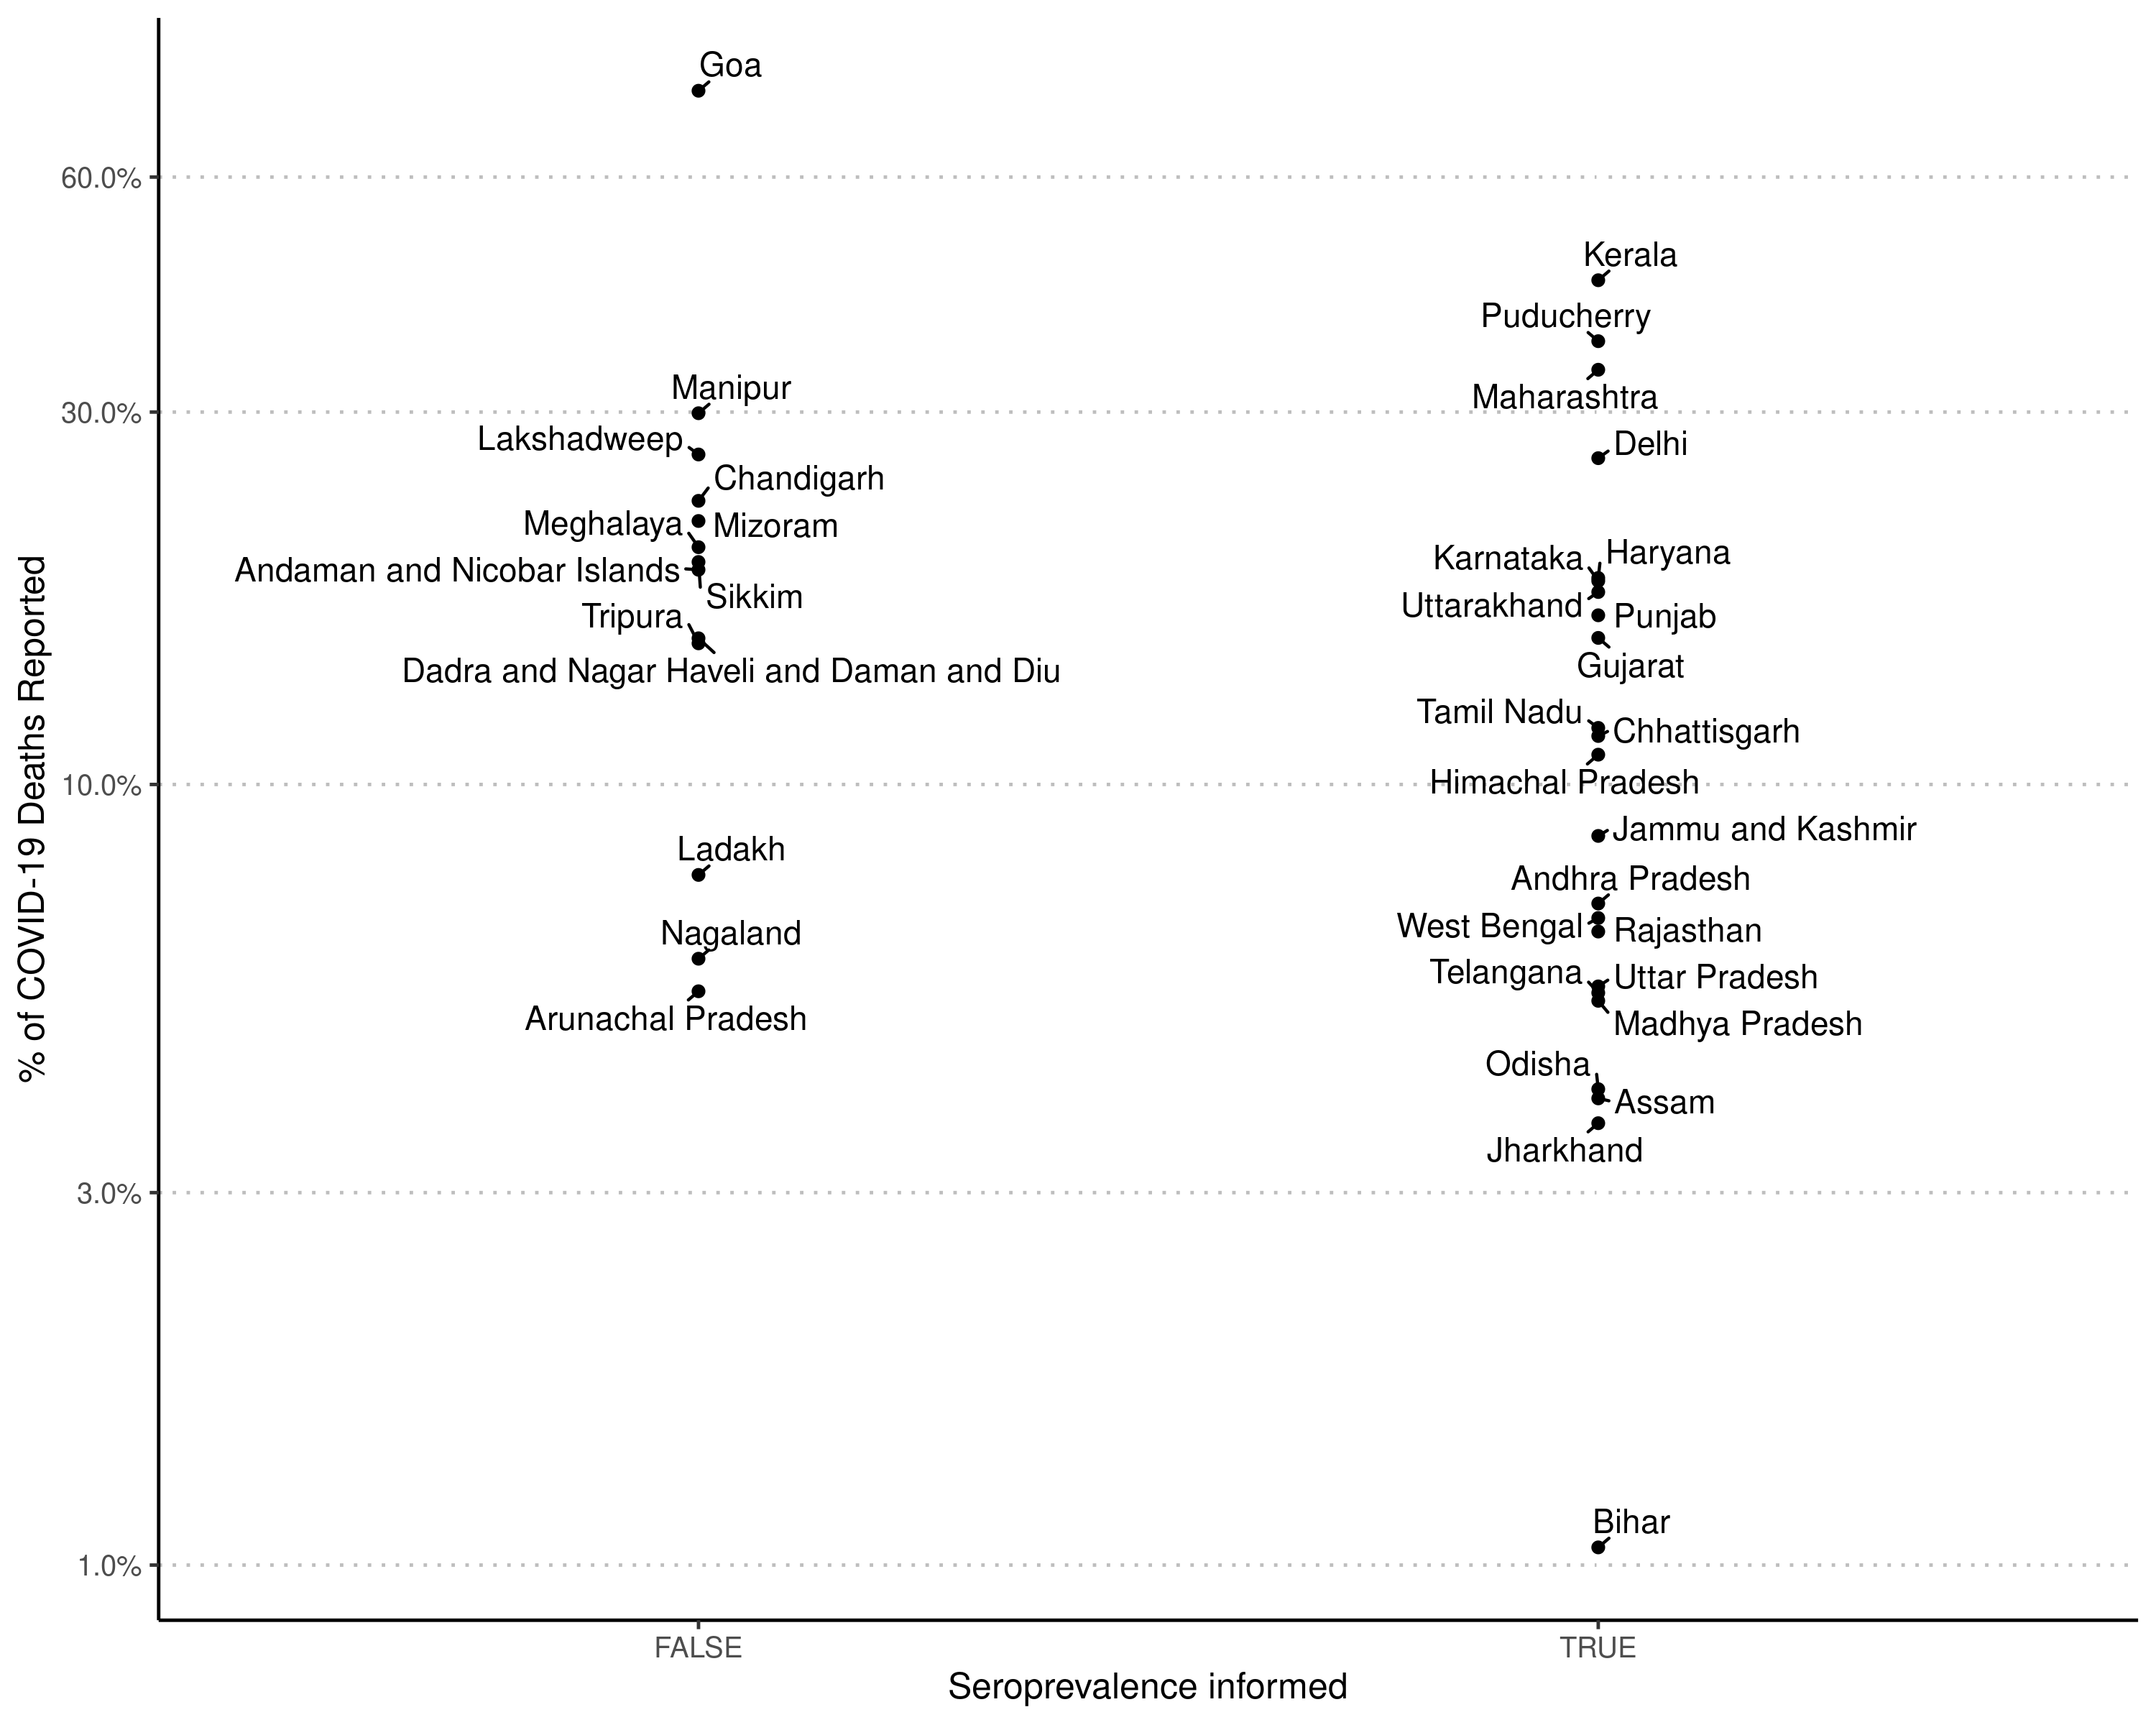 Goa
60.0%
Kerala
Puducherry
Manipur
Maharashtra
30.0%
Lakshadweep
Delhi
Chandigarh
Meghalaya
Mizoram
Karnataka
Haryana
Andaman and Nicobar Islands
Sikkim
Uttarakhand
Punjab
Tripura
Dadra and Nagar Haveli and Daman and Diu
Gujarat
Tamil Nadu
Chhattisgarh
10.0%
Himachal Pradesh
Jammu and Kashmir
Ladakh
Andhra Pradesh
Nagaland
West Bengal
Rajasthan
Telangana
Uttar Pradesh
Arunachal Pradesh
Madhya Pradesh
Odisha
Assam
Jharkhand
3.0%
Bihar
1.0%
% of COVID-19 Deaths Reported
FALSE
TRUE
Seroprevalence informed